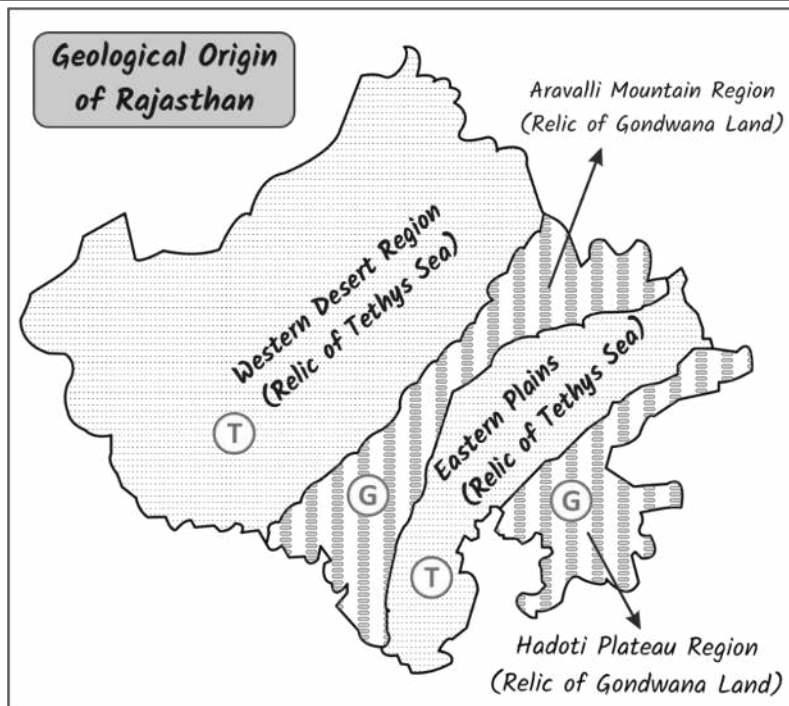 Geological Origin
of Rajasthan
Aravalli Mountain Region
(Relic of Gondwana Land)
Western Desert Region
(Relic of Tethys Sea)
T
Eastern Plains
(Relic of Tethys Sea)
G
G
T
Hadoti Plateau Region
(Relic of Gondwana Land)